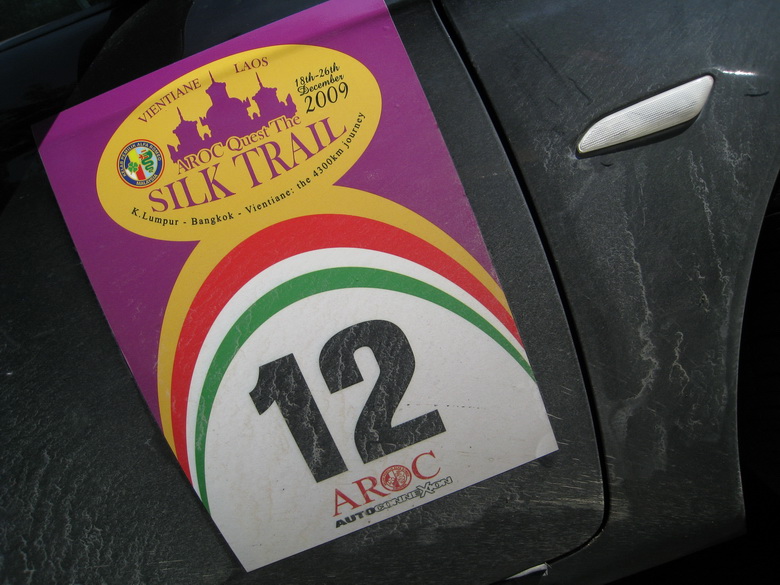 VIENTIANE LAOS
18th-26th
December
2009
AROC Quest The
SILK TRAIL
K.Lumpur - Bangkok - Vientiane: the 4300km journey
12
AROC
AUTOCONNEXION